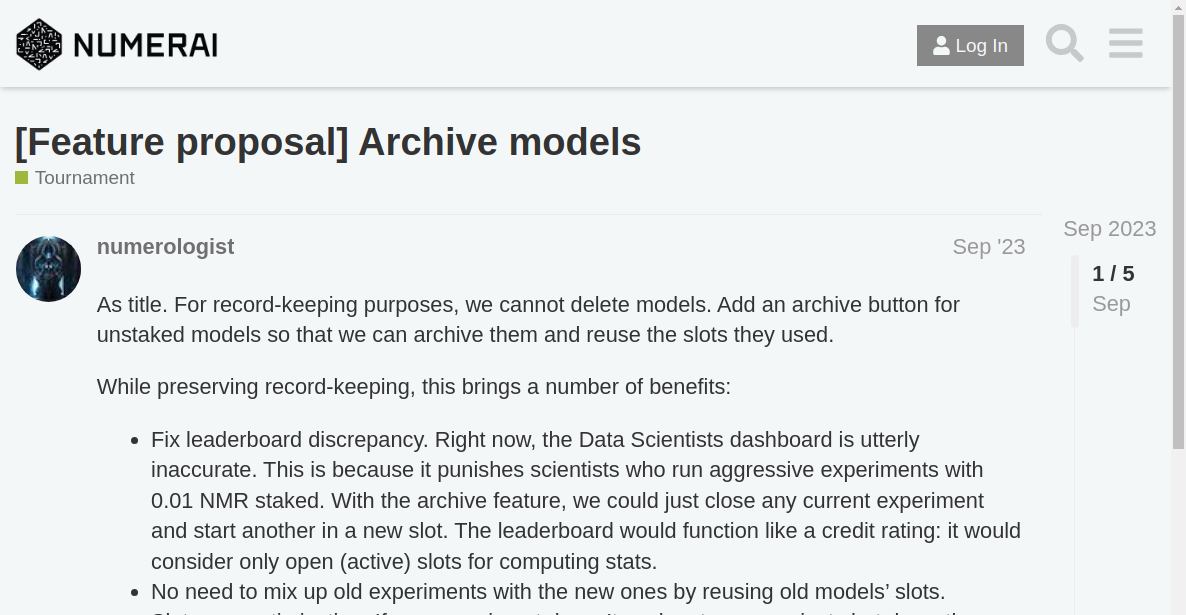 NUMERAI
Log In
[Feature proposal] Archive models
Tournament
numerologist
Sep '23
Sep 2023
1 / 5
Sep
As title. For record-keeping purposes, we cannot delete models. Add an archive button for
unstaked models so that we can archive them and reuse the slots they used.
While preserving record-keeping, this brings a number of benefits:
• Fix leaderboard discrepancy. Right now, the Data Scientists dashboard is utterly
inaccurate. This is because it punishes scientists who run aggressive experiments with
0.01 NMR staked. With the archive feature, we could just close any current experiment
and start another in a new slot. The leaderboard would function like a credit rating: it would
consider only open (active) slots for computing stats.
• No need to mix up old experiments with the new ones by reusing old models’ slots.